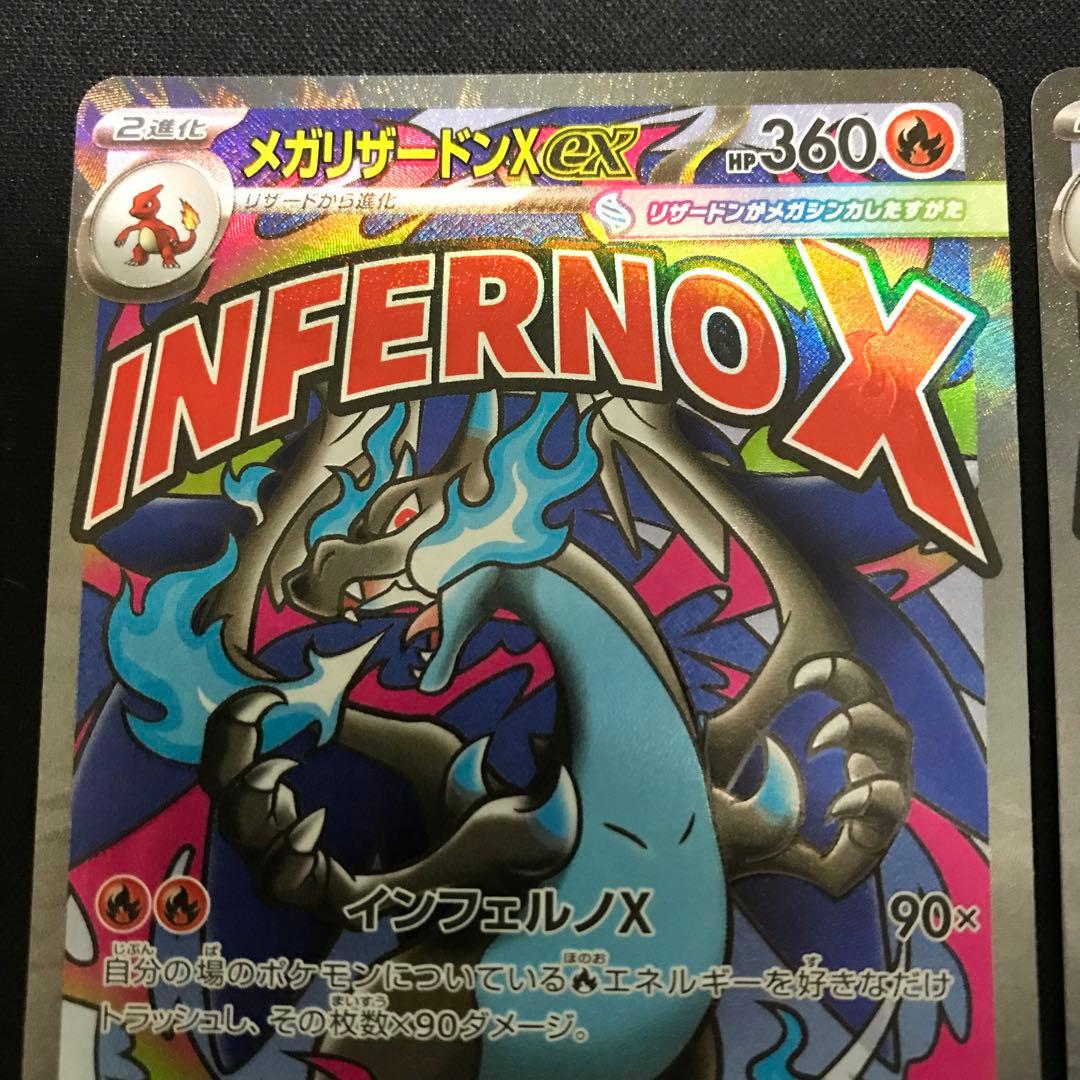 2進化
メガリザードンXex
HP360
リザードから進化
リザードンがメガシンカしたすがた
INFERNO X
インフェルノX 90×
自分の場のポケモンについているエネルギーを好きなだけ
トラッシュし、その枚数×90ダメージ。